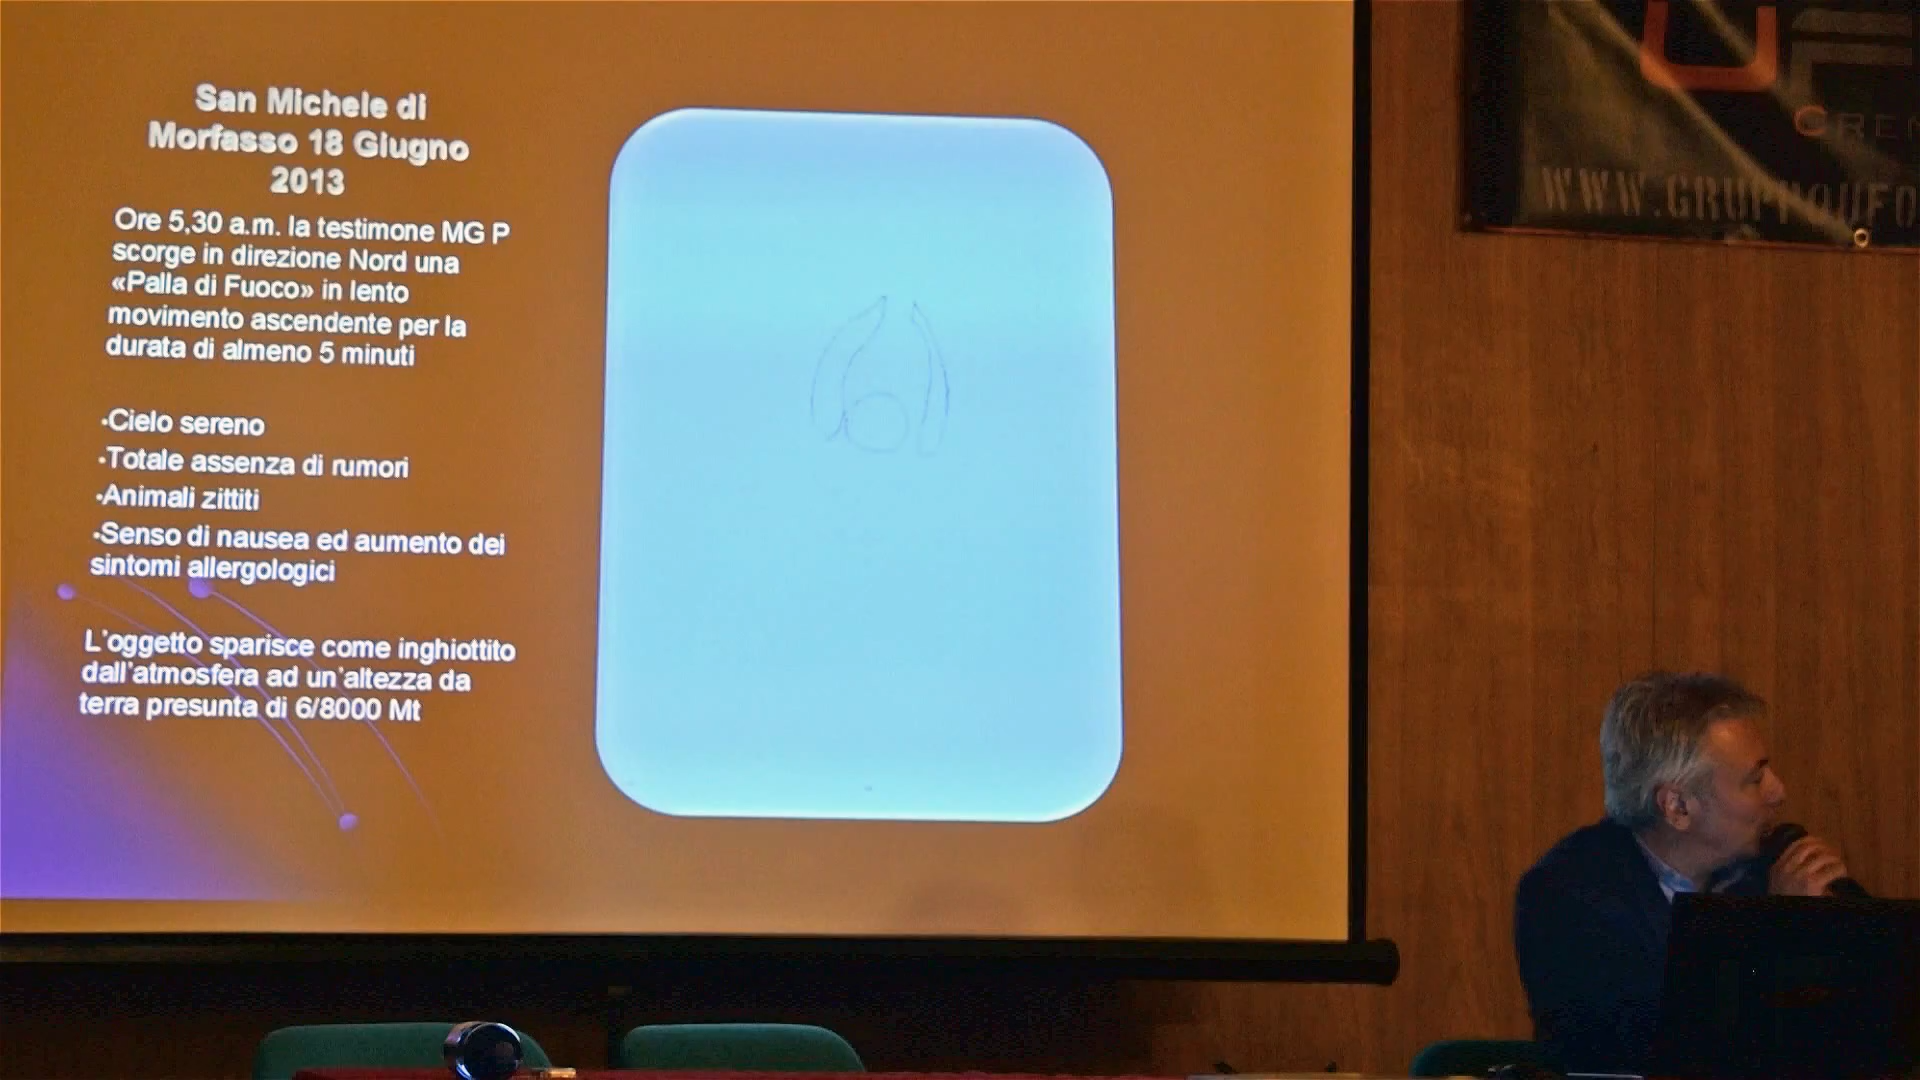 San Michele di
Morfasso 18 Giugno
2013
Ore 5,30 a.m. la testimone MG P
scorge in direzione Nord una
«Palla di Fuoco» in lento
movimento ascendente per la
durata di almeno 5 minuti
•Cielo sereno
•Totale assenza di rumori
•Animali zittiti
•Senso di nausea ed aumento dei
sintomi allergologici
L'oggetto sparisce come inghiottito
dall'atmosfera ad un'altezza da
terra presunta di 6/8000 Mt
UF
CREM
WWW.GRUPPOUFO